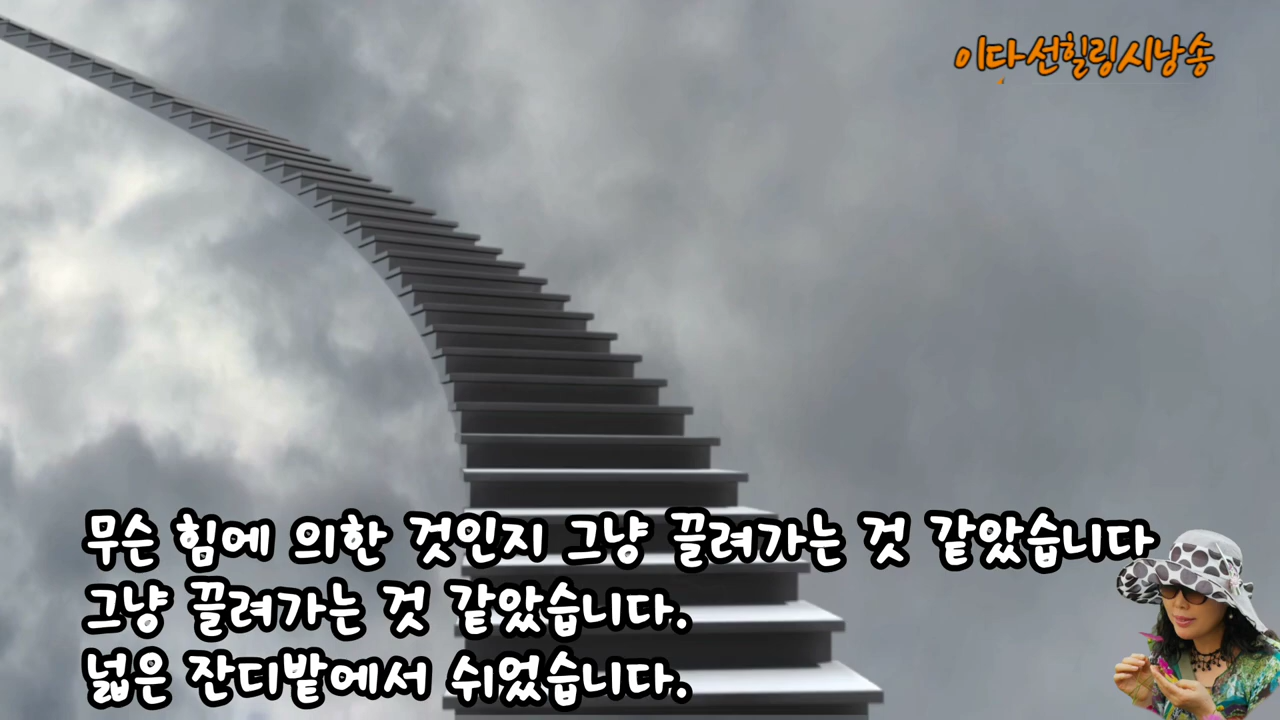 이다선힐링시낭송
무슨 힘에 의한 것인지 그냥 끌려가는 것 같았습니다
그냥 끌려가는 것 같았습니다.
넓은 잔디밭에서 쉬었습니다.